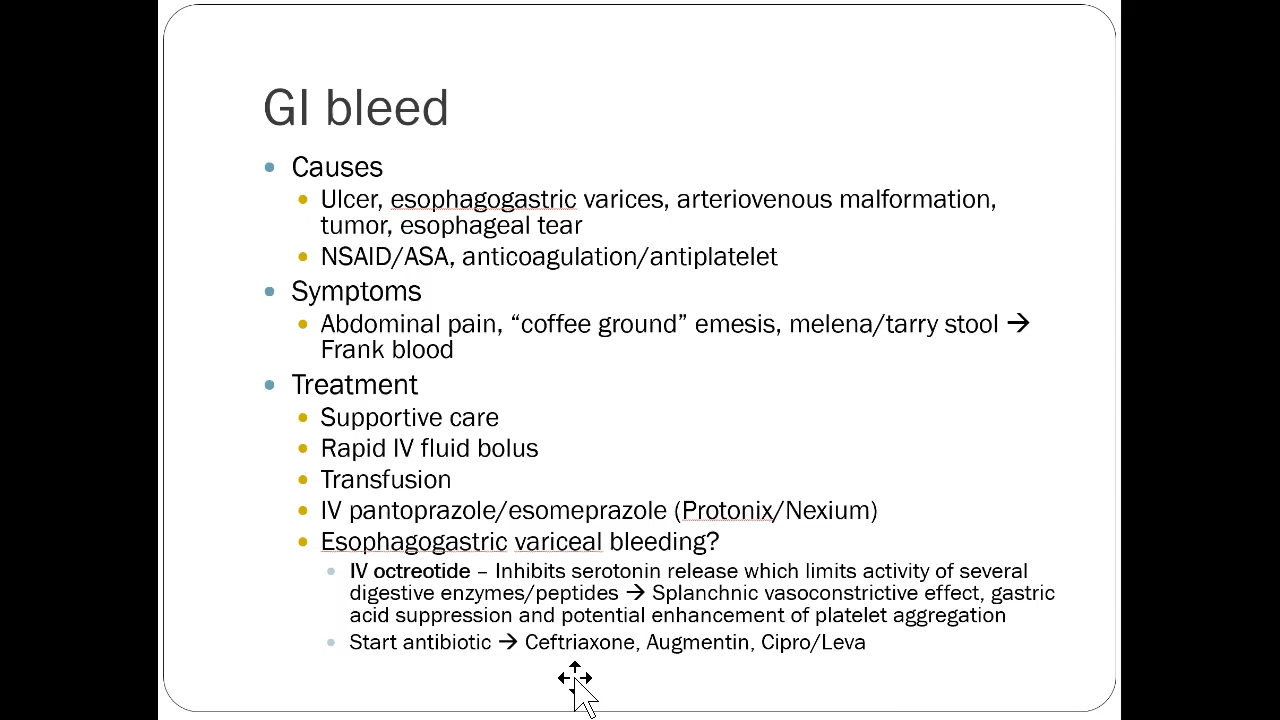 GI bleed
• Causes
• Ulcer, esophagogastric varices, arteriovenous malformation,
tumor, esophageal tear
• NSAID/ASA, anticoagulation/antiplatelet
• Symptoms
• Abdominal pain, “coffee ground” emesis, melena/tarry stool →
Frank blood
• Treatment
• Supportive care
• Rapid IV fluid bolus
• Transfusion
• IV pantoprazole/esomeprazole (Protonix/Nexium)
• Esophagogastric variceal bleeding?
• IV octreotide – Inhibits serotonin release which limits activity of several
digestive enzymes/peptides → Splanchnic vasoconstrictive effect, gastric
acid suppression and potential enhancement of platelet aggregation
• Start antibiotic → Ceftriaxone, Augmentin, Cipro/Leva